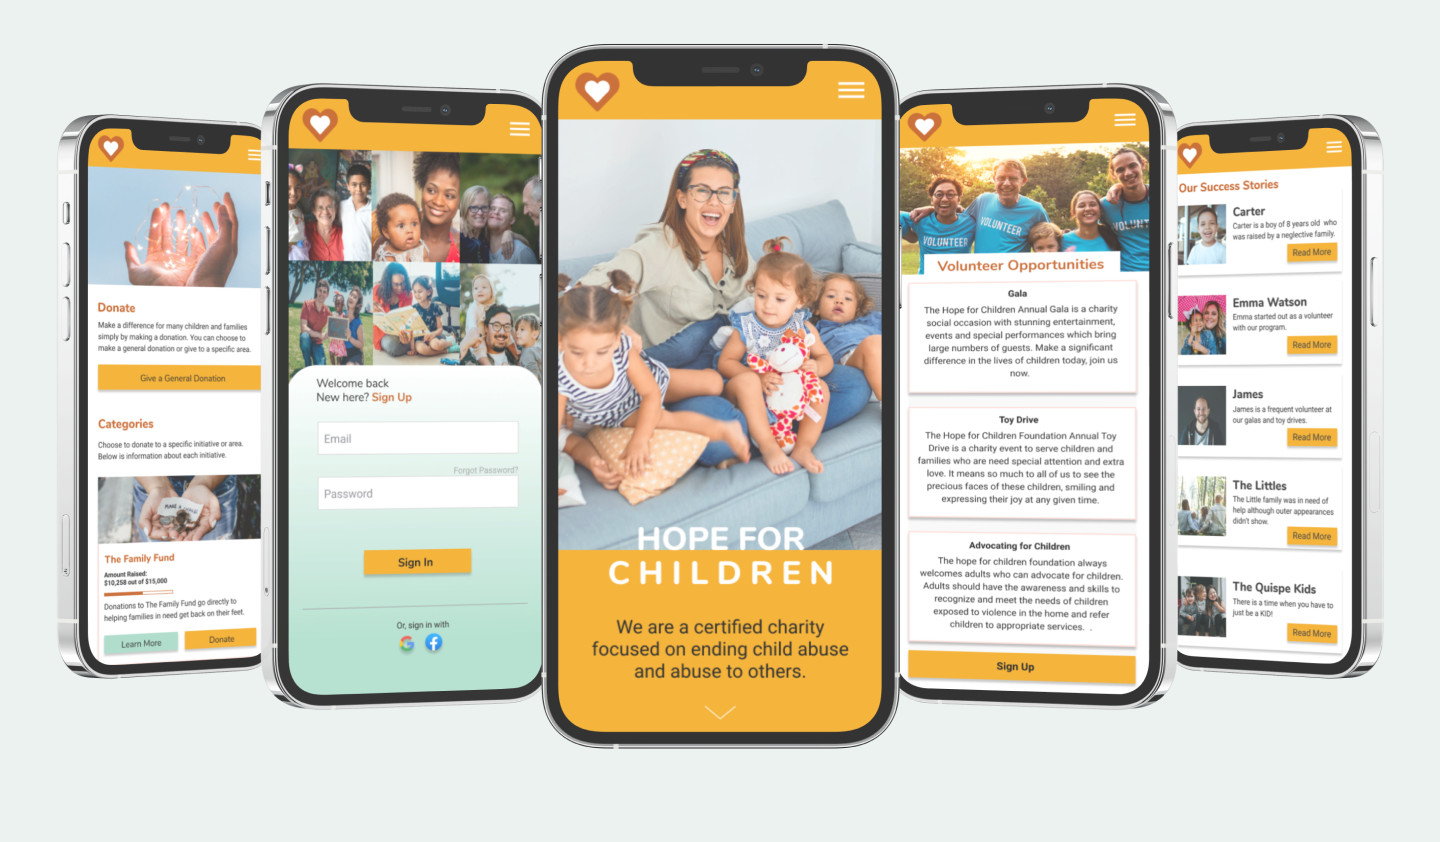 Donate
Make a difference for many children and families
simply by making a donation. You can choose to
make a general donation or give to a specific area.
Give a General Donation
Categories
Choose to donate to a specific initiative or area.
Below is information about each initiative.
MAKE A
The Family Fund
Amount Raised:
$10,258 out of $15,000
Donations to The Family Fund go directly to
helping families in need get back on their feet.
Learn More
Donate
Welcome back
New here? Sign Up
Email
Forgot Password?
Password
Sign In
Or, sign in with
HOPE FOR
CHILDREN
We are a certified charity
focused on ending child abuse
and abuse to others.
VOLUNTEER
VOLUNTEER
VOLUNT
Volunteer Opportunities
Gala
The Hope for Children Annual Gala is a charity
social occasion with stunning entertainment,
events and special performances which bring
large numbers of guests. Make a significant
difference in the lives of children today, join us
now.
Toy Drive
The Hope for Children Foundation Annual Toy
Drive is a charity event to serve children and
families who are need special attention and extra
love. It means so much to all of us to see the
precious faces of these children, smiling and
expressing their joy at any given time.
Advocating for Children
The hope for children foundation always
welcomes adults who can advocate for children.
Adults should have the awareness and skills to
recognize and meet the needs of children
exposed to violence in the home and refer
children to appropriate services. .
Sign Up
Our Success Stories
Carter
Carter is a boy of 8 years old who
was raised by a neglective family.
Read More
Emma Watson
Emma started out as a volunteer
with our program.
Read More
James
James is a frequent volunteer at
our galas and toy drives.
Read More
The Littles
The Little family was in need of
help although outer appearances
didn't show.
Read More
The Quispe Kids
There is a time when you have to
just be a KID!
Read More